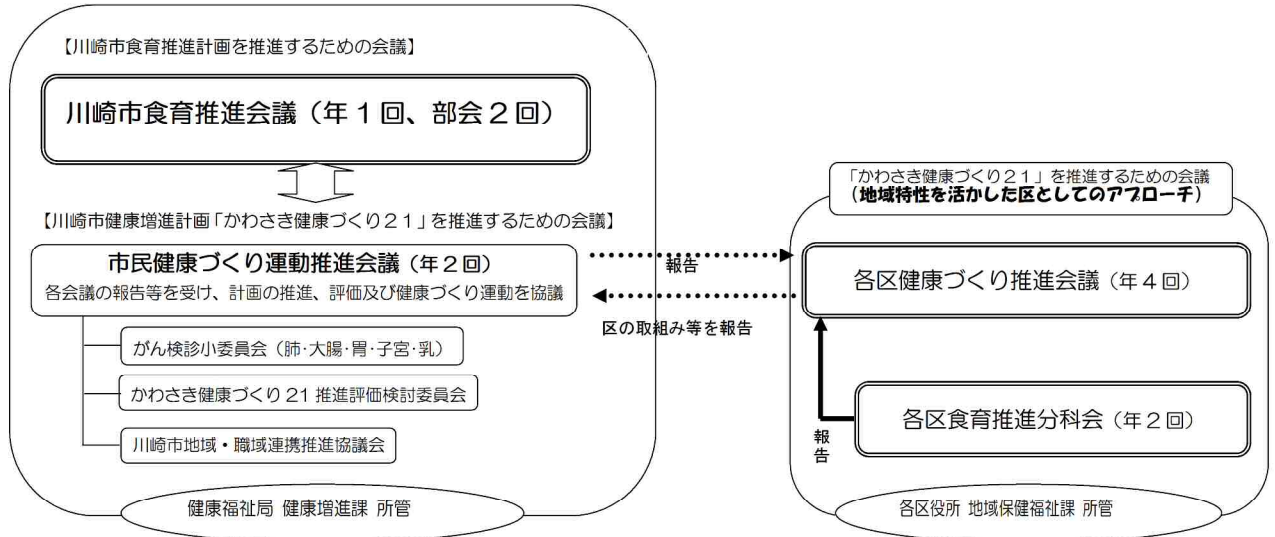 【川崎市食育推進計画を推進するための会議】
川崎市食育推進会議（年１回、部会２回）
【川崎市健康増進計画「かわさき健康づくり２１」を推進するための会議】
市民健康づくり運動推進会議（年２回）
各会議の報告等を受け、計画の推進、評価及び健康づくり運動を協議
がん検診小委員会（肺・大腸・胃・子宮・乳）
かわさき健康づくり 21 推進評価検討委員会
川崎市地域・職域連携推進協議会
健康福祉局 健康増進課 所管
報告
区の取組み等を報告
「かわさき健康づくり２１」を推進するための会議
（地域特性を活かした区としてのアプローチ）
各区健康づくり推進会議（年４回）
各区食育推進分科会（年２回）
報告
各区役所 地域保健福祉課 所管